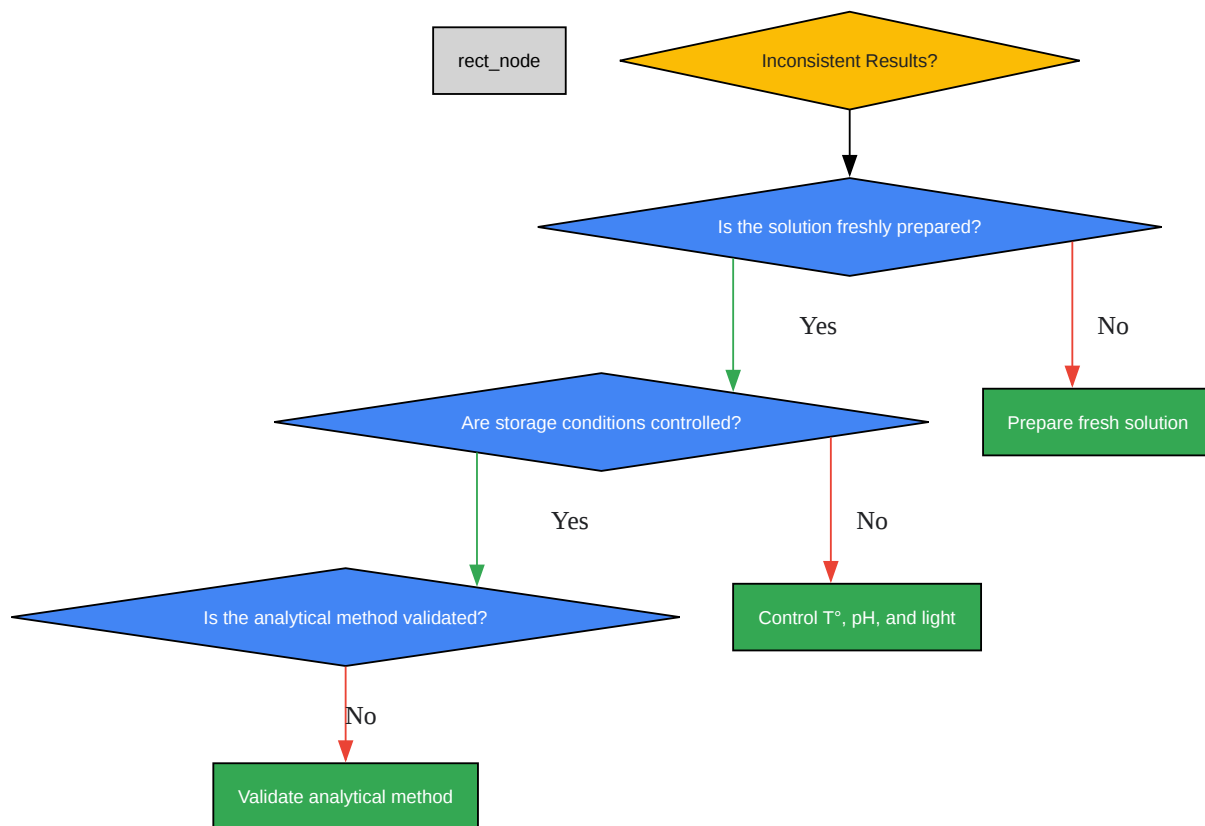 rect_node
Inconsistent Results?
Is the solution freshly prepared?
Yes
No
Are storage conditions controlled?
Prepare fresh solution
Yes
No
Is the analytical method validated?
Control T°, pH, and light
No
Validate analytical method